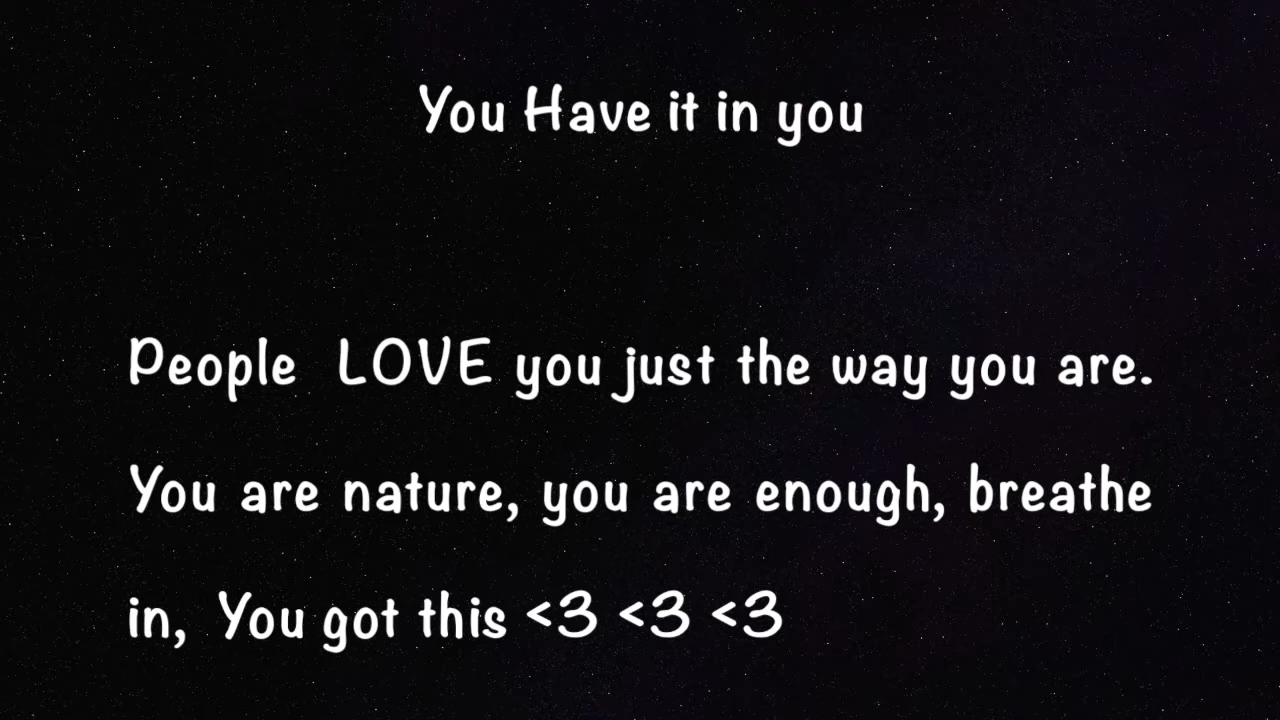 You Have it in you
People LOVE you just the way you are.
You are nature, you are enough, breathe
in, You got this <3 <3 <3